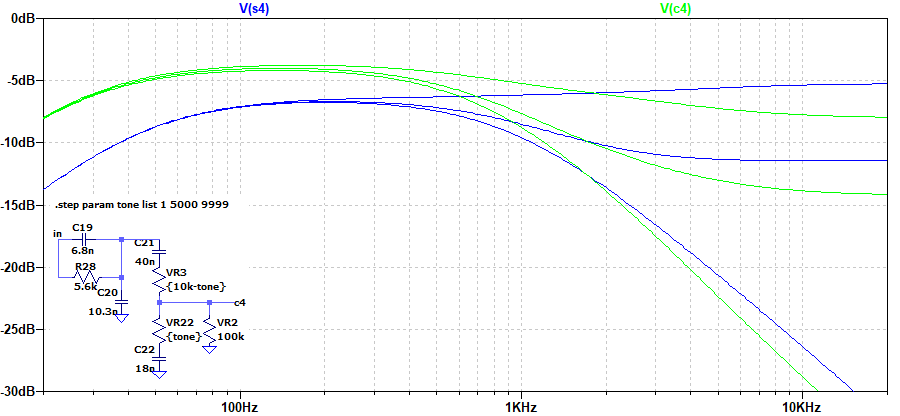 V(s4) V(c4)
0dB
-5dB
-10dB
-15dB
-20dB
-25dB
-30dB
.step param tone list 1 5000 9999
in
C19
6.8n
R28
5.6k
C20
10.3n
C21
40n
VR3
{10k-tone}
c4
VR22
{tone}
VR2
100k
C22
18n
100Hz 1KHz 10KHz